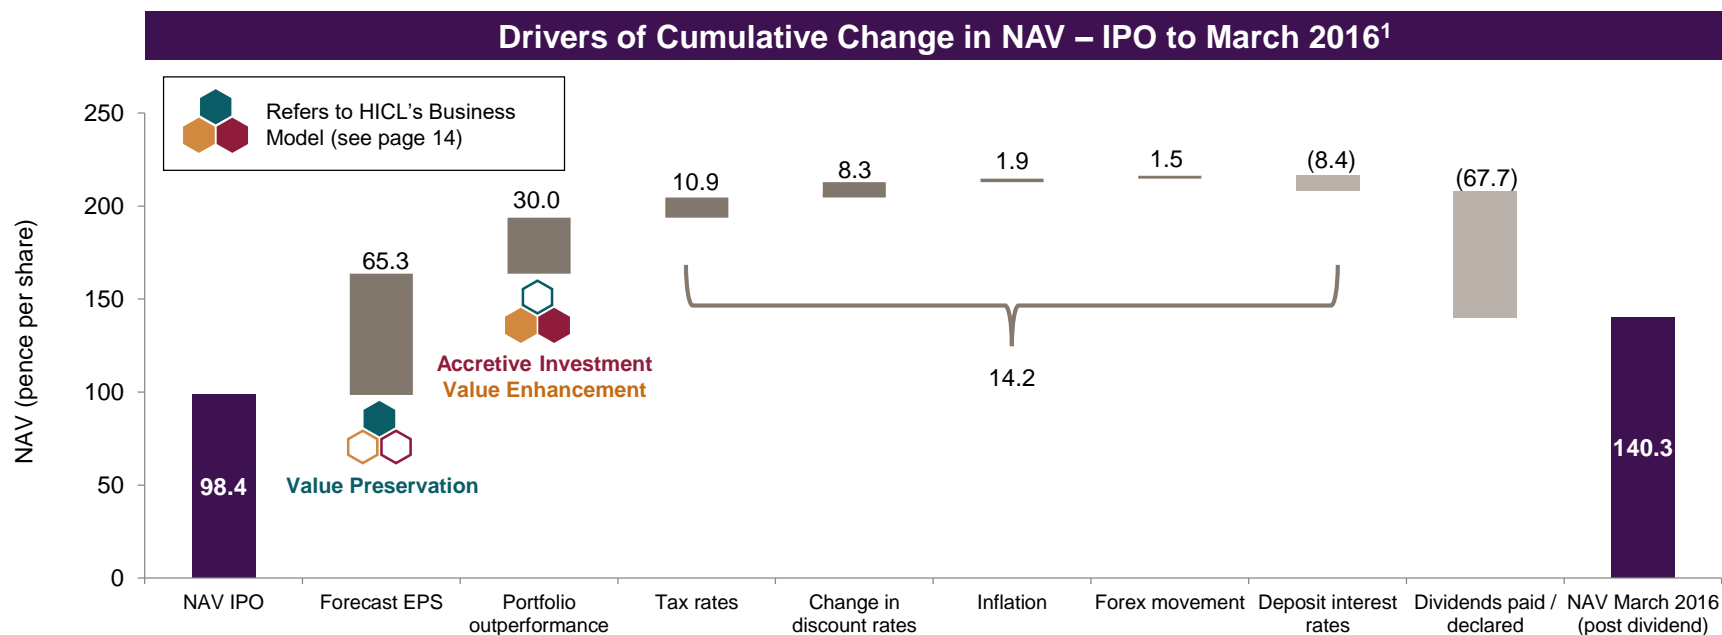 Drivers of Cumulative Change in NAV – IPO to March 2016¹
Refers to HICL's Business
Model (see page 14)
NAV (pence per share)
250
200
150
100
50
0
98.4
65.3
30.0
10.9
8.3
1.9
1.5
(8.4)
(67.7)
140.3
Value Preservation
Accretive Investment
Value Enhancement
14.2
NAV IPO
Forecast EPS
Portfolio
outperformance
Tax rates
Change in
discount rates
Inflation
Forex movement
Deposit interest
rates
Dividends paid /
declared
NAV March 2016
(post dividend)